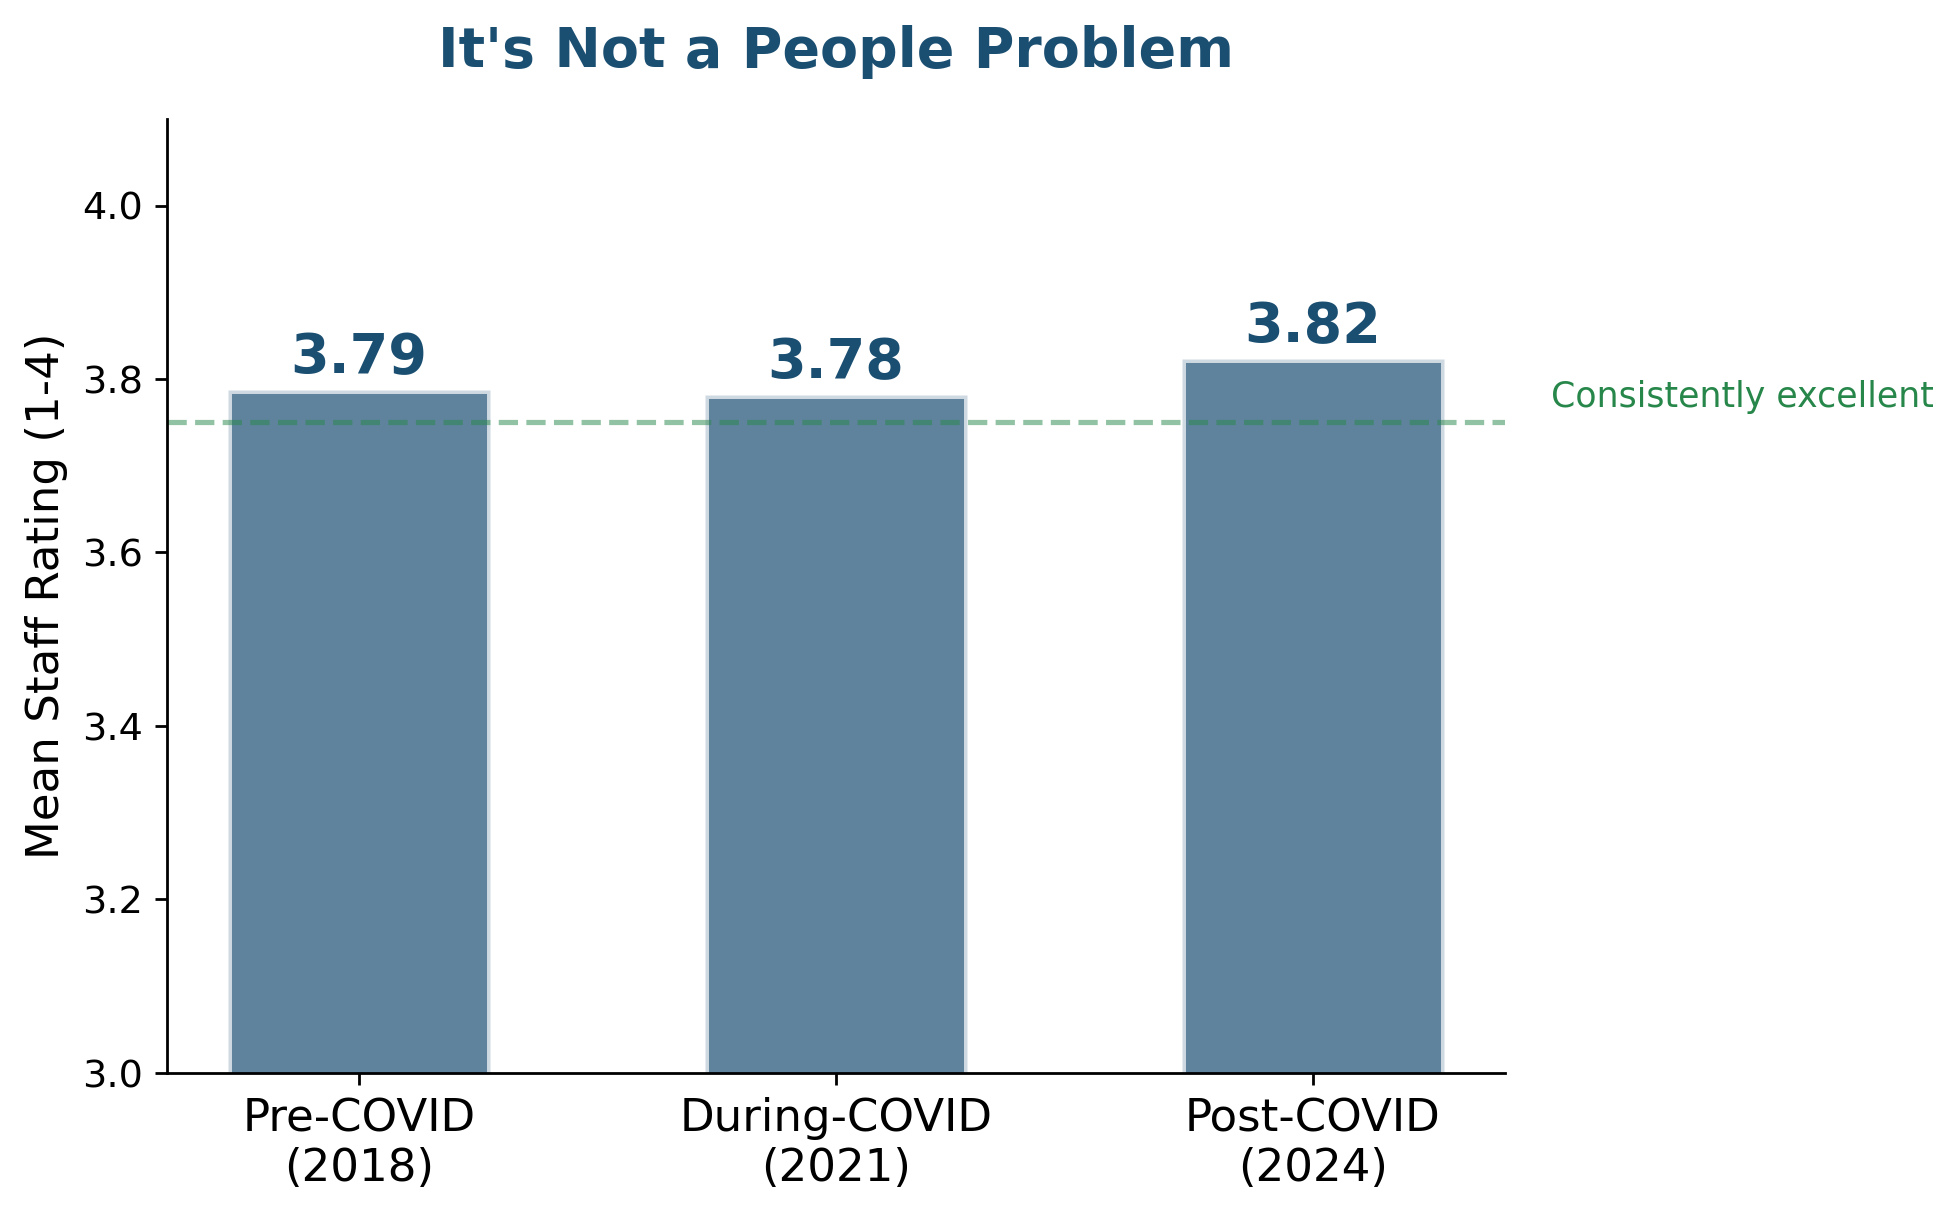 It's Not a People Problem
Mean Staff Rating (1-4)
4.0
3.8
3.6
3.4
3.2
3.0
3.79
3.78
3.82
Consistently excellent
Pre-COVID
(2018)
During-COVID
(2021)
Post-COVID
(2024)